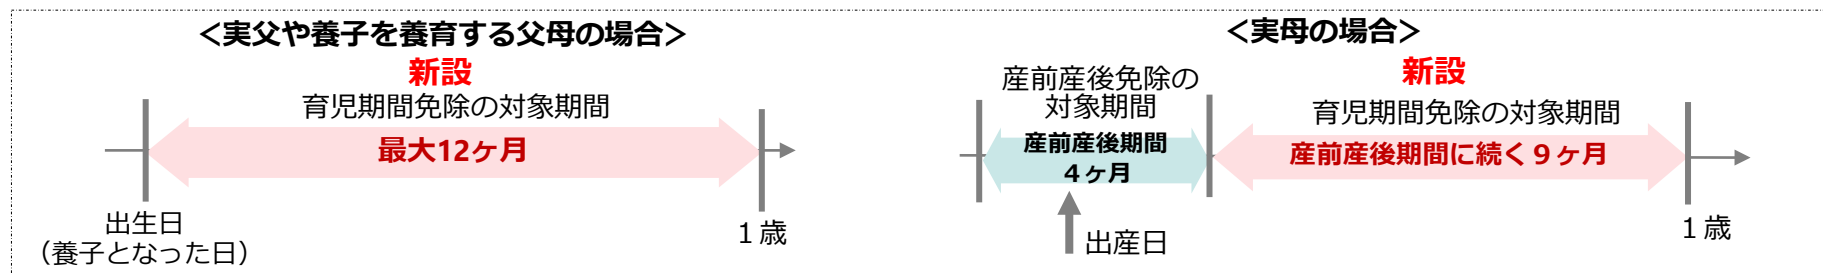 ＜実父や養子を養育する父母の場合＞
新設
育児期間免除の対象期間
最大12ヶ月
出生日
（養子となった日）
１歳
＜実母の場合＞
産前産後免除の
対象期間
産前産後期間
４ヶ月
出産日
新設
育児期間免除の対象期間
産前産後期間に続く９ヶ月
１歳